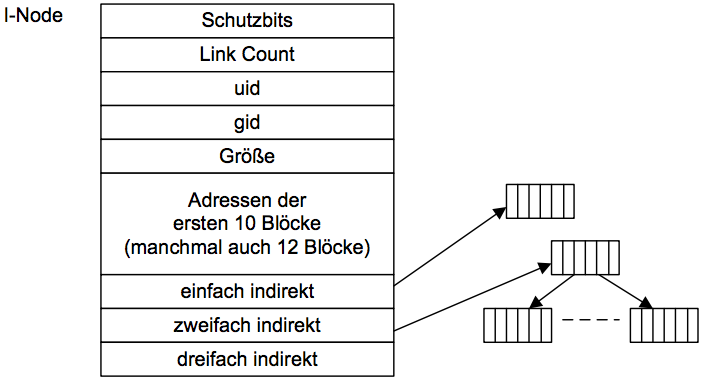 I-Node
Schutzbits
Link Count
uid
gid
Größe
Adressen der
ersten 10 Blöcke
(manchmal auch 12 Blöcke)
einfach indirekt
zweifach indirekt
dreifach indirekt